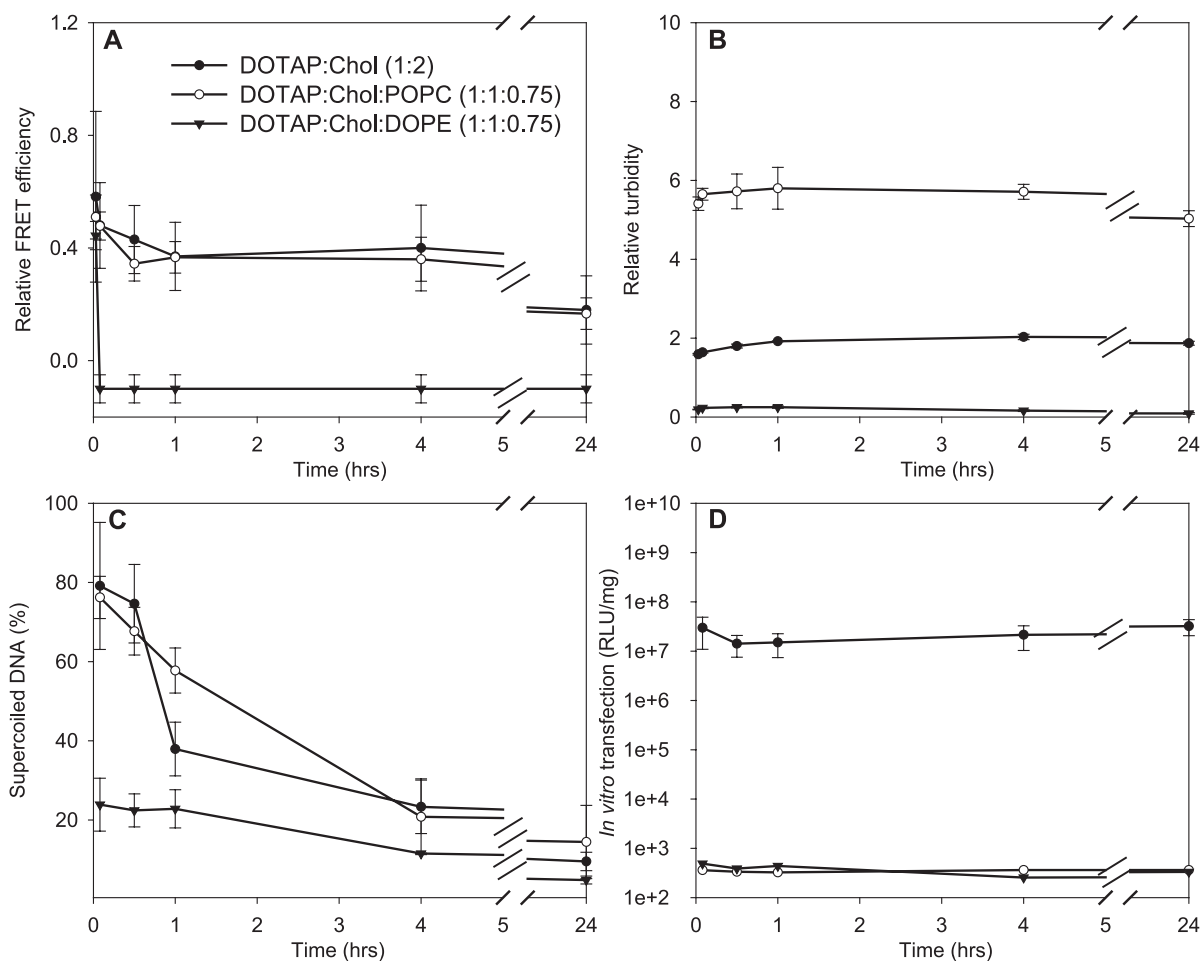 A
1.2
0.8
0.4
0.0
Relative FRET efficiency
DOTAP:Chol (1:2)
DOTAP:Chol:POPC (1:1:0.75)
DOTAP:Chol:DOPE (1:1:0.75)
0 1 2 3 4 5 24
Time (hrs)
B
10
8
6
4
2
0
Relative turbidity
0 1 2 3 4 5 24
Time (hrs)
C
100
80
60
40
20
Supercoiled DNA (%)
0 1 2 3 4 5 24
Time (hrs)
D
1e+10
1e+9
1e+8
1e+7
1e+6
1e+5
1e+4
1e+3
1e+2
In vitro transfection (RLU/mg)
0 1 2 3 4 5 24
Time (hrs)